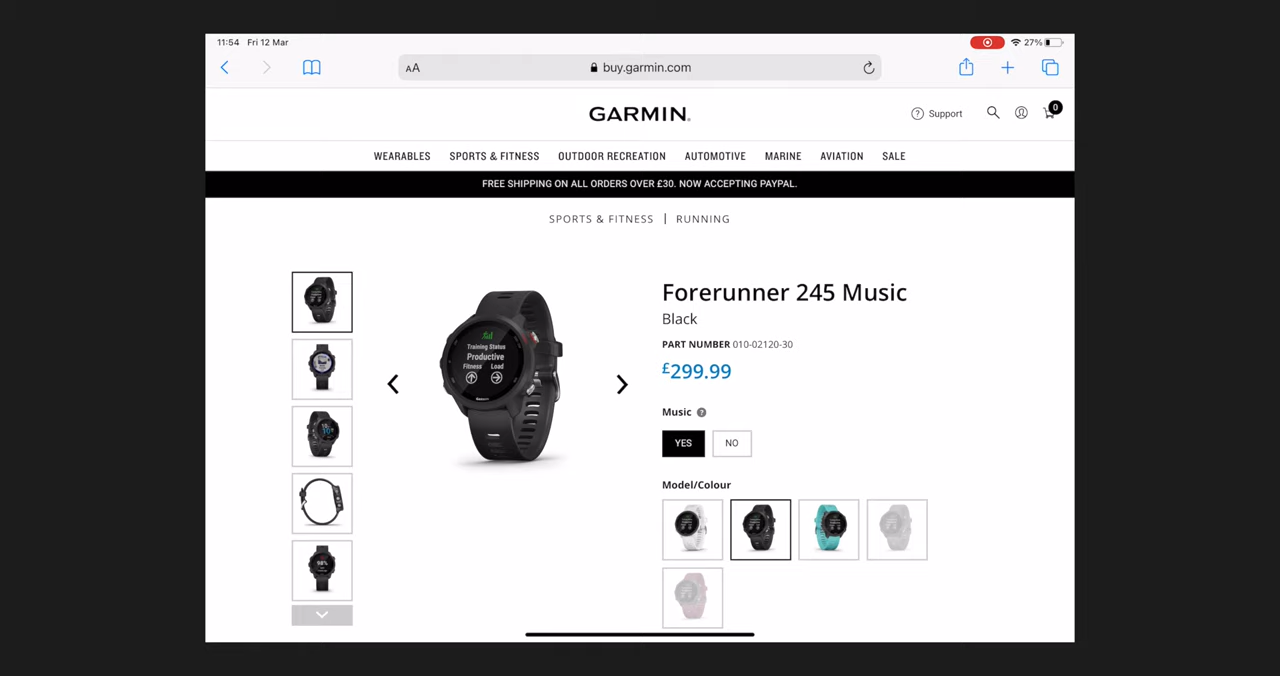 11:54 Fri 12 Mar
27%
AA
buy.garmin.com
GARMIN.
Support
0
WEARABLES SPORTS & FITNESS OUTDOOR RECREATION AUTOMOTIVE MARINE AVIATION SALE
FREE SHIPPING ON ALL ORDERS OVER £30. NOW ACCEPTING PAYPAL.
SPORTS & FITNESS | RUNNING
Forerunner 245 Music
Black
PART NUMBER 010-02120-30
£299.99
Training Status
Productive
Fitness Load
Music ?
YES NO
Model/Colour